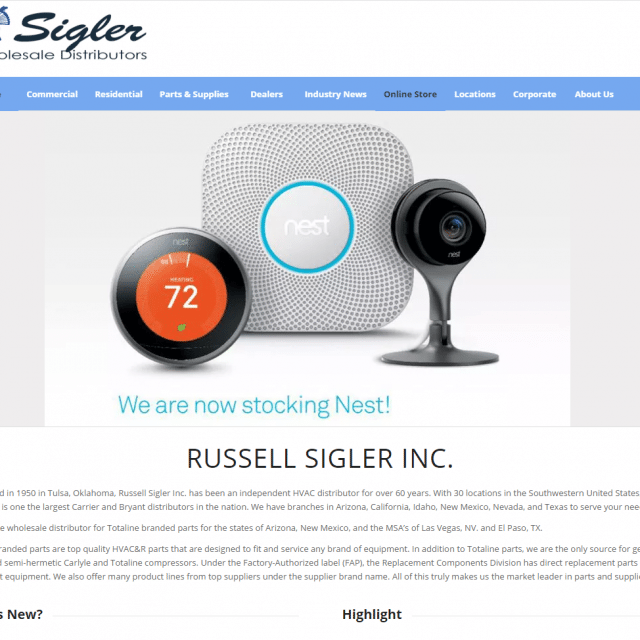 Sigler
olesale Distributors
Commercial Residential Parts & Supplies Dealers Industry News Online Store Locations Corporate About Us
nest
nest
HEATING
72
nest
We are now stocking Nest!
RUSSELL SIGLER INC.
d in 1950 in Tulsa, Oklahoma, Russell Sigler Inc. has been an independent HVAC distributor for over 60 years. With 30 locations in the Southwestern United States
is one the largest Carrier and Bryant distributors in the nation. We have branches in Arizona, California, Idaho, New Mexico, Nevada, and Texas to serve your nee
e wholesale distributor for Totaline branded parts for the states of Arizona, New Mexico, and the MSA's of Las Vegas, NV. and El Paso, TX.
randed parts are top quality HVAC&R parts that are designed to fit and service any brand of equipment. In addition to Totaline parts, we are the only source for ge
d semi-hermetic Carlyle and Totaline compressors. Under the Factory-Authorized label (FAP), the Replacement Components Division has direct replacement parts
t equipment. We also offer many product lines from top suppliers under the supplier brand name. All of this truly makes us the market leader in parts and supplie
s New? Highlight